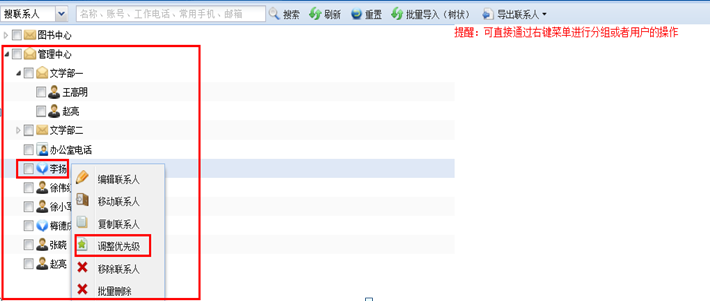 搜联系人 名称、账号、工作电话、常用手机、邮箱 搜索 刷新 重置 批量导入（树状） 导出联系人
提醒：可直接通过右键菜单进行分组或者用户的操作
图书中心
管理中心
文学部一
王高明
赵亮
文学部二
办公室电话
李扬
编辑联系人
徐伟
移动联系人
徐小
复制联系人
梅德
张晓
调整优先级
赵亮
移除联系人
批量删除